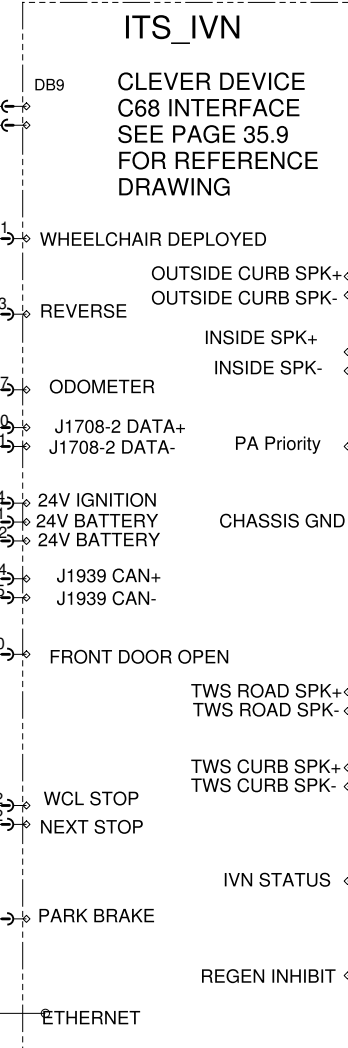 ITS_IVN
DB9
CLEVER DEVICE
C68 INTERFACE
SEE PAGE 35.9
FOR REFERENCE
DRAWING
WHEELCHAIR DEPLOYED
OUTSIDE CURB SPK+
OUTSIDE CURB SPK-
REVERSE
INSIDE SPK+
INSIDE SPK-
ODOMETER
J1708-2 DATA+
J1708-2 DATA-
PA Priority
24V IGNITION
24V BATTERY
CHASSIS GND
24V BATTERY
J1939 CAN+
J1939 CAN-
FRONT DOOR OPEN
TWS ROAD SPK+
TWS ROAD SPK-
TWS CURB SPK+
TWS CURB SPK-
WCL STOP
NEXT STOP
IVN STATUS
PARK BRAKE
REGEN INHIBIT
ETHERNET